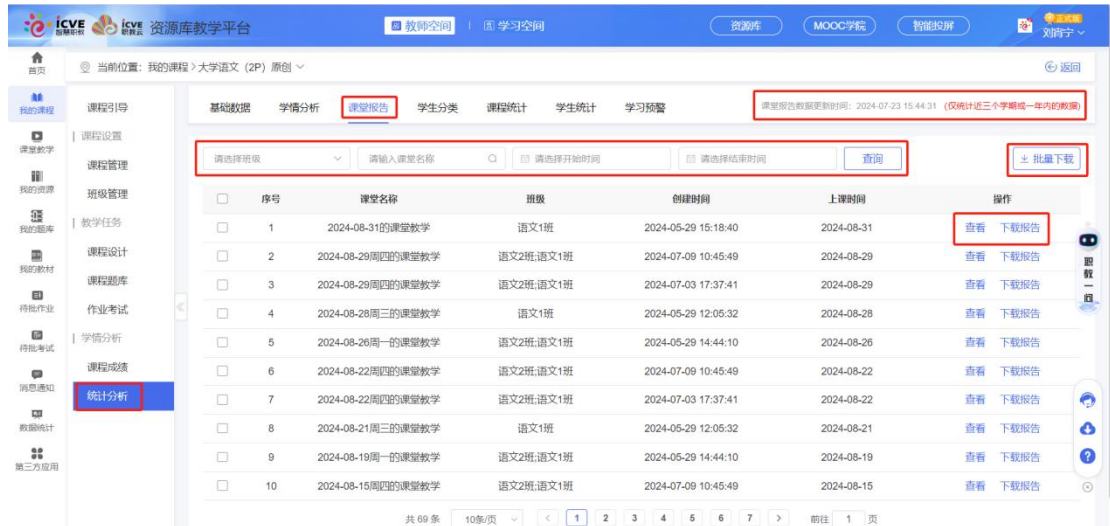 icve 智慧职教 icve 职教云 资源库教学平台 教师空间 学习空间 资源库 MOOC学院 智能投屏 正式版 刘尚宁
首页 当前位置：我的课程>大学语文（2P）原创 返回
我的课程 课程引导 基础数据 学情分析 课堂报告 学生分类 课程统计 学生统计 学习预警 课堂报告数据更新时间：2024-07-23 15:44:31（仅统计近三个学期或一年内的数据)
课堂教学 课程设置
课程管理 请选择班级 请输入课堂名称 请选择开始时间 请选择结束时间 查询 批量下载
我的资源 班级管理 序号 课堂名称 班级 创建时间 上课时间 操作
我的题库 教学任务 1 2024-08-31的课堂教学 语文1班 2024-05-29 15:18:40 2024-08-31 查看 下载报告
我的教材 课程设计 2 2024-08-29周四的课堂教学 语文2班;语文1班 2024-07-09 10:45:49 2024-08-29 查看 下载报告
课程题库 3 2024-08-29周四的课堂教学 语文2班;语文1班 2024-07-03 17:37:41 2024-08-29 查看 下载报告
职教一问
待批作业 作业考试 4 2024-08-28周三的课堂教学 语文1班 2024-05-29 12:05:32 2024-08-28 查看 下载报告
待批考试 学情分析 5 2024-08-26周一的课堂教学 语文2班;语文1班 2024-05-29 14:44:10 2024-08-26 查看 下载报告
消息通知 课程成绩 6 2024-08-22周四的课堂教学 语文2班;语文1班 2024-07-09 10:45:49 2024-08-22 查看 下载报告
数据统计 统计分析 7 2024-08-22周四的课堂教学 语文2班;语文1班 2024-07-03 17:37:41 2024-08-22 查看 下载报告
8 2024-08-21周三的课堂教学 语文1班 2024-05-29 12:05:32 2024-08-21 查看 下载报告
第三方应用 9 2024-08-19周一的课堂教学 语文2班;语文1班 2024-05-29 14:44:10 2024-08-19 查看 下载报告
10 2024-08-15周四的课堂教学 语文2班;语文1班 2024-07-09 10:45:49 2024-08-15 查看 下载报告
共 69 条 10条/页 < 1 2 3 4 5 6 7 > 前往 1 页